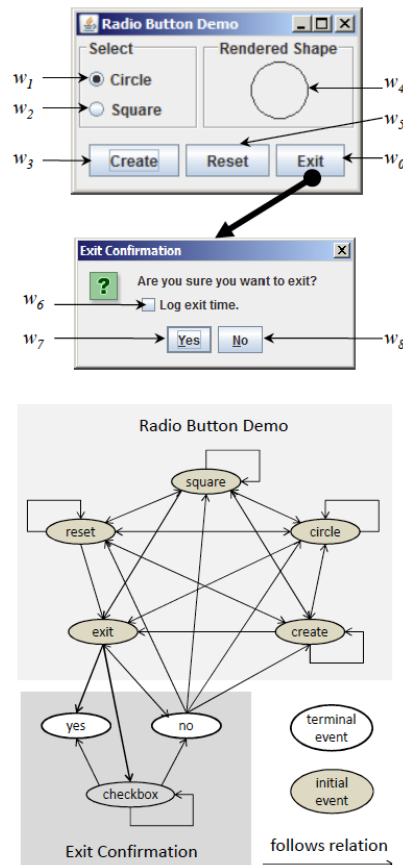 Radio Button Demo
Select
Rendered Shape
w1
Circle
w4
w2
Square
w5
w3
Create
Reset
Exit
w0
Exit Confirmation
?
Are you sure you want to exit?
w6
Log exit time.
w7
Yes
No
w8
Radio Button Demo
square
reset
circle
exit
create
yes
no
terminal
event
checkbox
initial
event
Exit Confirmation
follows relation